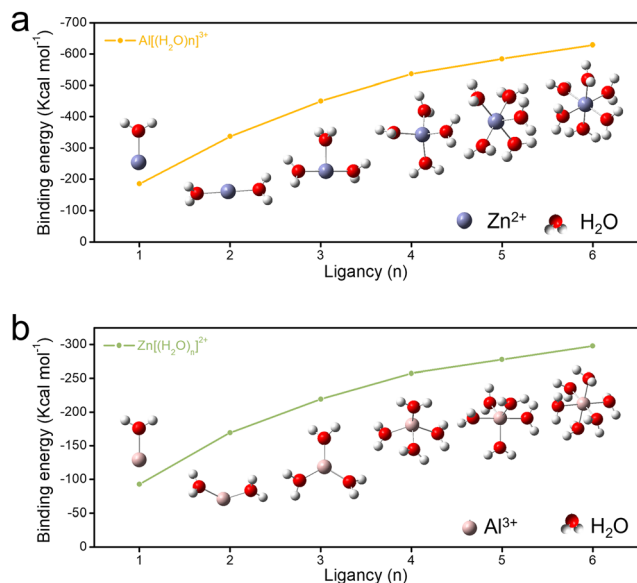 a
Al[(H2O)n]³⁺
Binding energy (Kcal mol⁻¹)
-700
-600
-500
-400
-300
-200
-100
0
1 2 3 4 5 6
Ligancy (n)
Zn²⁺ H₂O
b
Zn[(H₂O)ₙ]²⁺
Binding energy (Kcal mol⁻¹)
-300
-250
-200
-150
-100
-50
0
1 2 3 4 5 6
Ligancy (n)
Al³⁺ H₂O